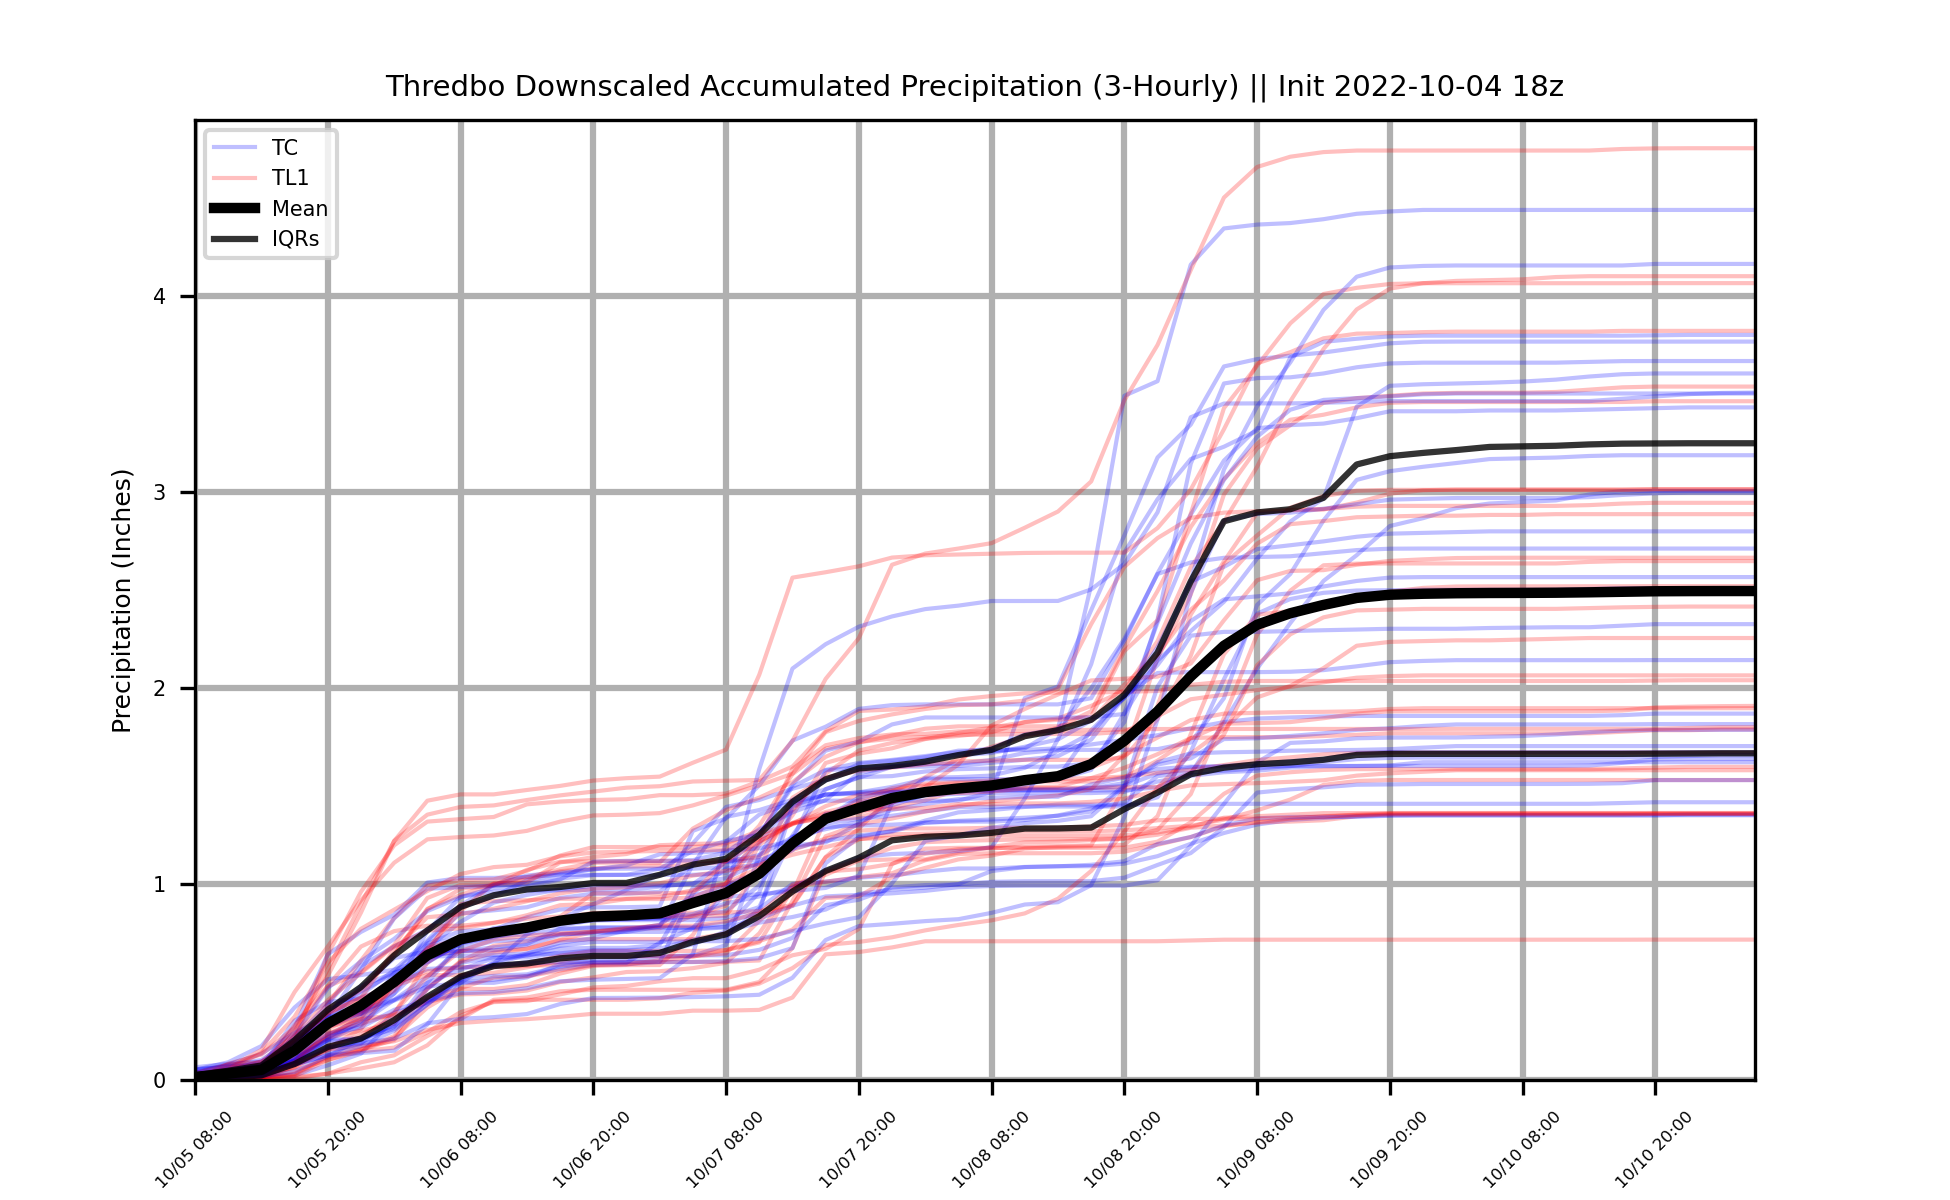 Thredbo Downscaled Accumulated Precipitation (3-Hourly) || Init 2022-10-04 18z
TC
TL1
Mean
IQRs
Precipitation (Inches)
4
3
2
1
0
10/05 08:00
10/05 20:00
10/06 08:00
10/06 20:00
10/07 08:00
10/07 20:00
10/08 08:00
10/08 20:00
10/09 08:00
10/09 20:00
10/10 08:00
10/10 20:00